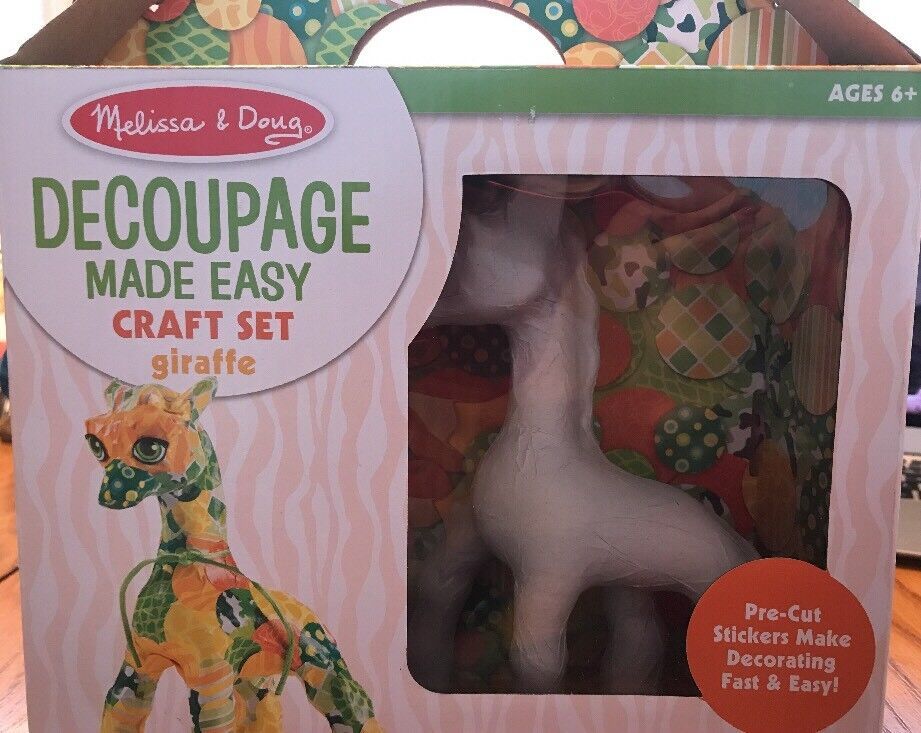 AGES 6+
Melissa & Doug®
DECOUPAGE
MADE EASY
CRAFT SET
giraffe
Pre-Cut
Stickers Make
Decorating
Fast & Easy!